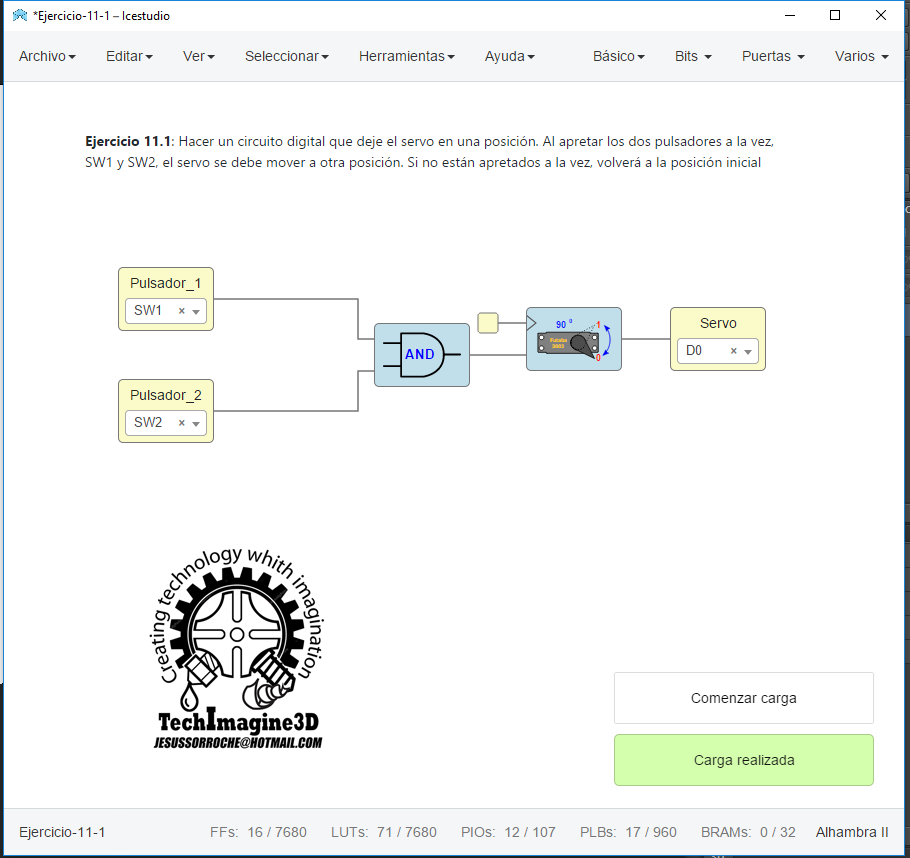 *Ejercicio-11-1 – Icestudio
Archivo Editar Ver Seleccionar Herramientas Ayuda Básico Bits Puertas Varios
Ejercicio 11.1: Hacer un circuito digital que deje el servo en una posición. Al apretar los dos pulsadores a la vez,
SW1 y SW2, el servo se debe mover a otra posición. Si no están apretados a la vez, volverá a la posición inicial
Pulsador_1
SW1 ×
AND
90 º 1
Futaba
3003
0
Servo
D0 ×
Pulsador_2
SW2 ×
Creating technology whith imagination
TechImagine3D
JESUSSORROCHE@HOTMAIL.COM
Comenzar carga
Carga realizada
Ejercicio-11-1 FFs: 16 / 7680 LUTs: 71 / 7680 PIOs: 12 / 107 PLBs: 17 / 960 BRAMs: 0 / 32 Alhambra II